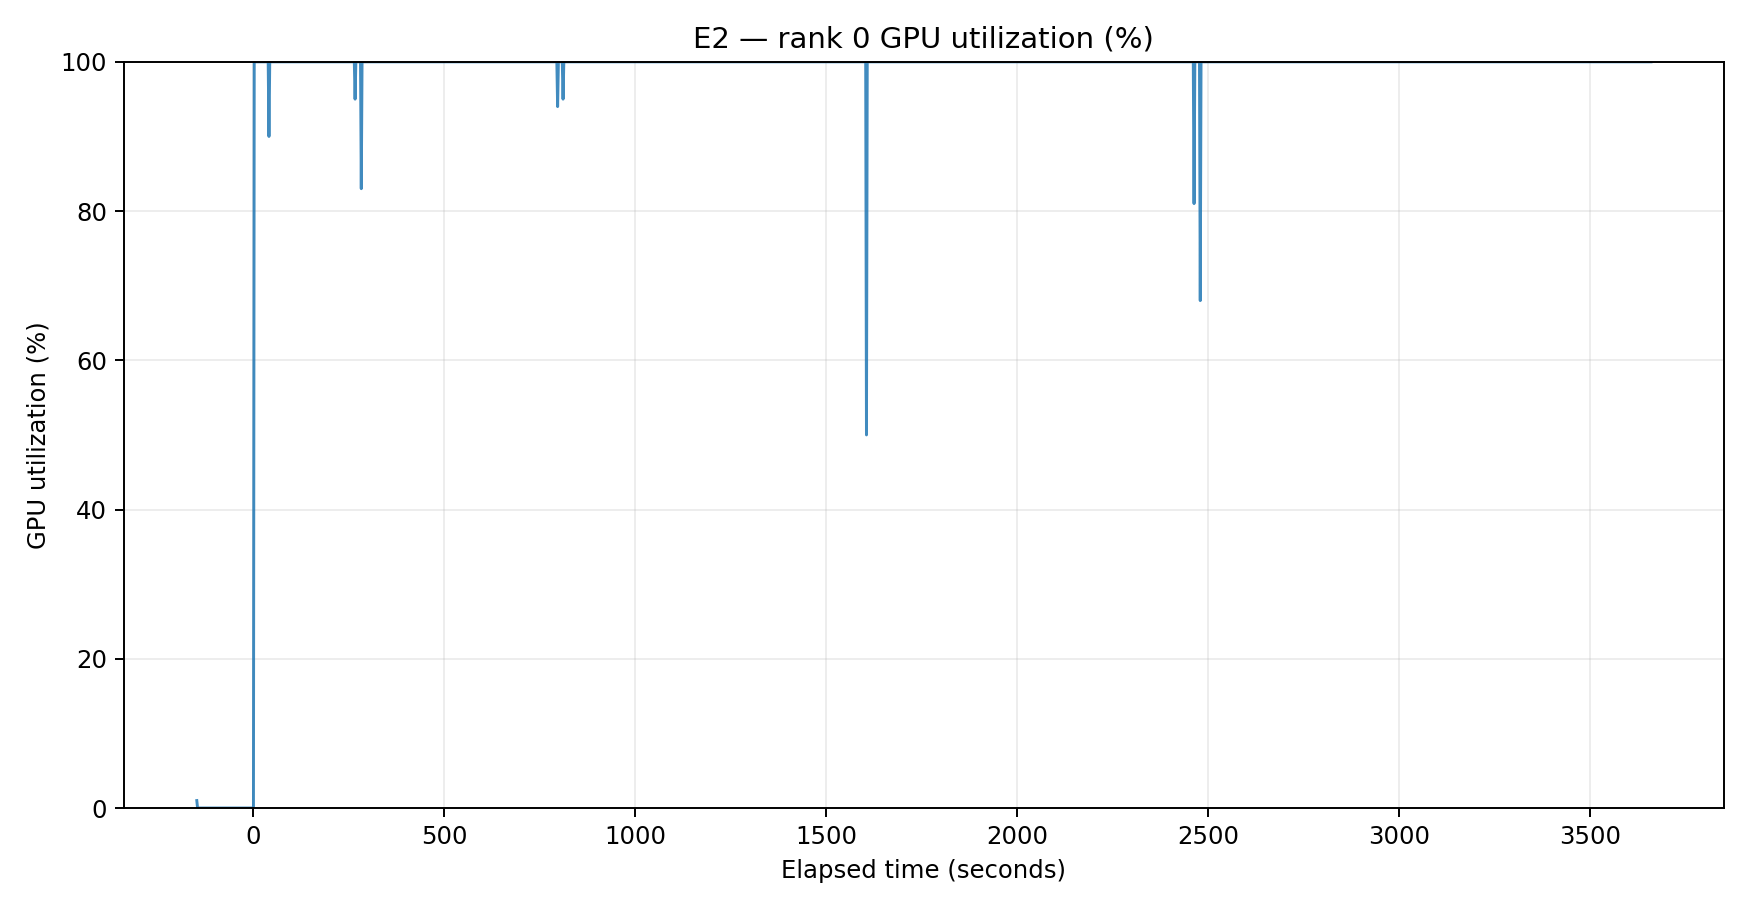 E2 — rank 0 GPU utilization (%)
100
80
60
40
20
0
GPU utilization (%)
0 500 1000 1500 2000 2500 3000 3500
Elapsed time (seconds)